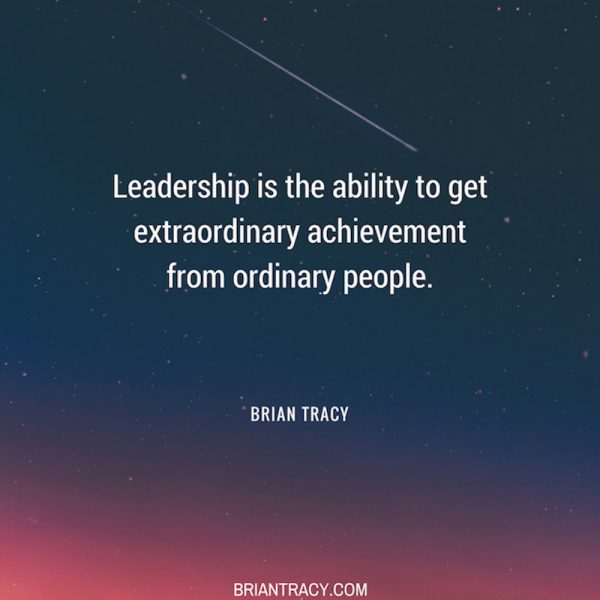 Leadership is the ability to get
extraordinary achievement
from ordinary people.
BRIAN TRACY
BRIANTRACY.COM